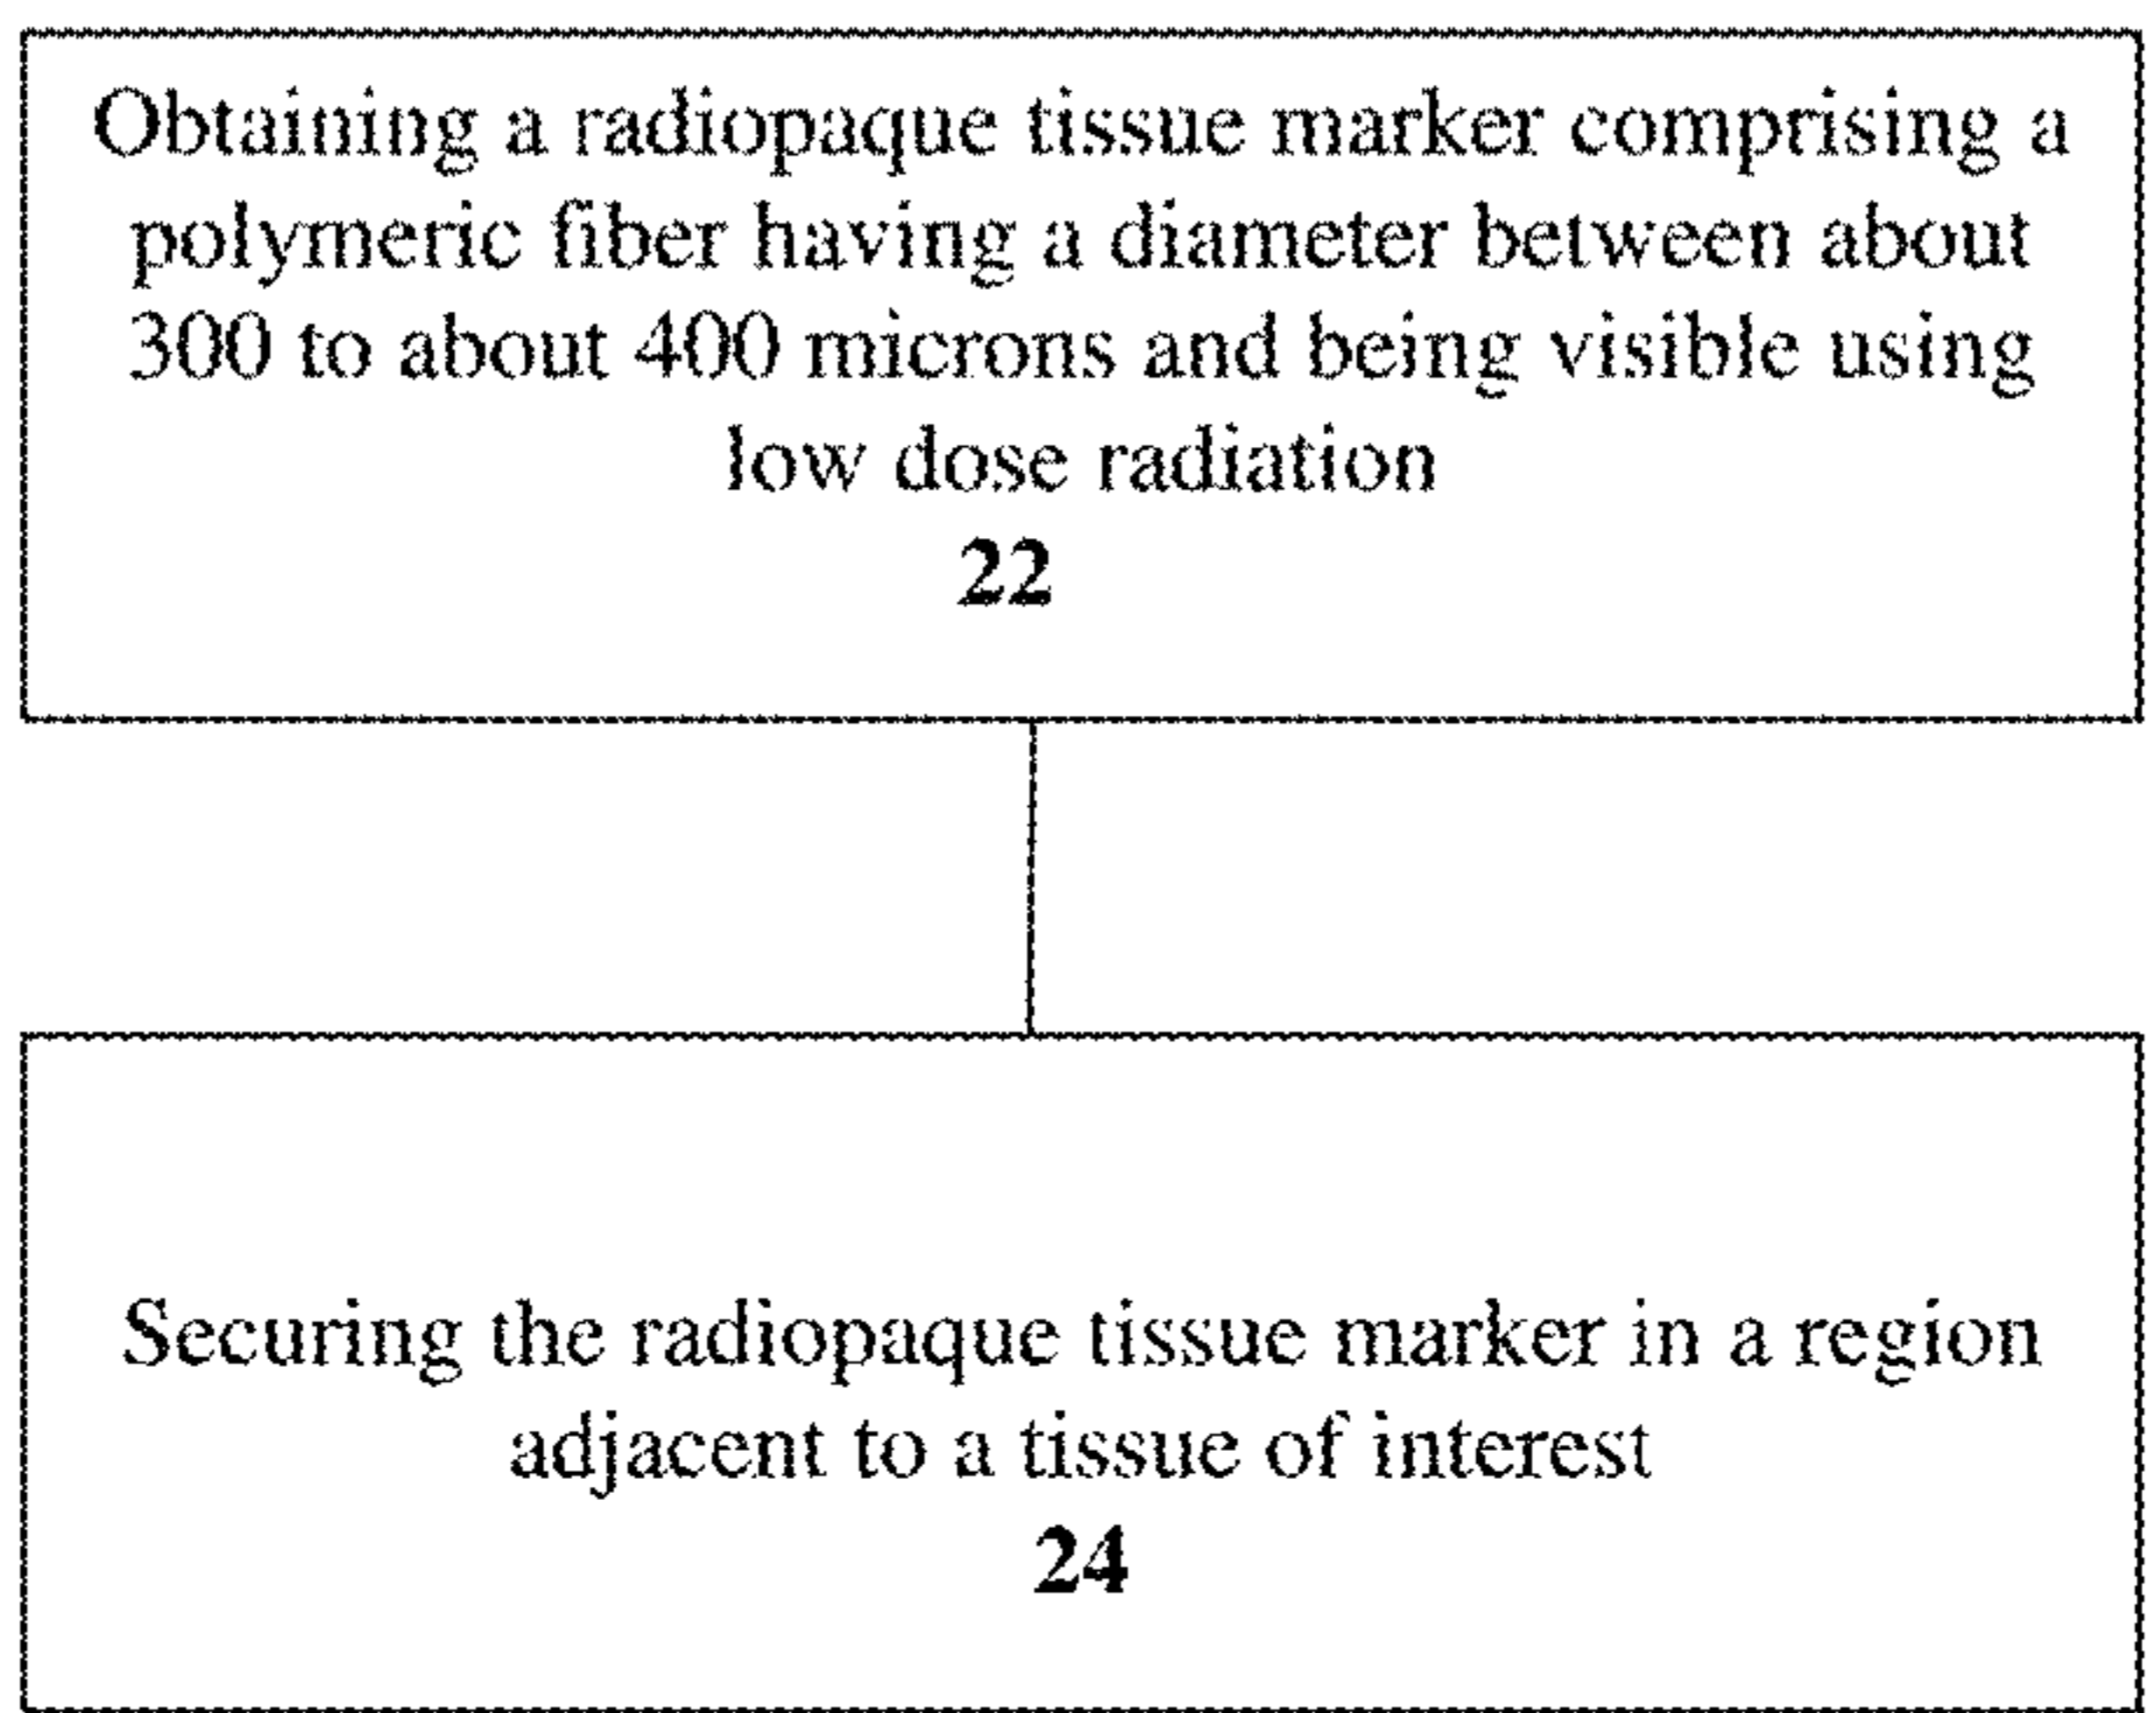 Obtaining a radiopaque tissue marker comprising a
polymeric fiber having a diameter between about
300 to about 400 microns and being visible using
low dose radiation
22
Securing the radiopaque tissue marker in a region
adjacent to a tissue of interest
24